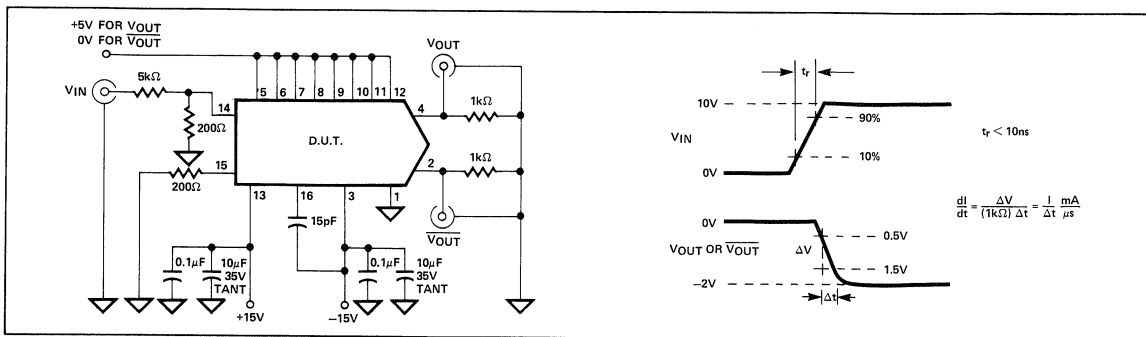 +5V FOR VOUT
0V FOR VOUT
VOUT
VIN
5kΩ
5 6 7 8 9 10 11 12
14
4
1kΩ
200Ω
D.U.T.
15
2
1kΩ
200Ω
13
16
3
1
15pF
VOUT
0.1μF
10μF
35V
TANT
0.1μF
10μF
35V
TANT
+15V
−15V
tr
10V
90%
VIN
tr < 10ns
10%
0V
dI/dt = ΔV/(1kΩ) Δt = I/Δt mA/μs
0V
0.5V
VOUT OR VOUT
ΔV
1.5V
−2V
Δt